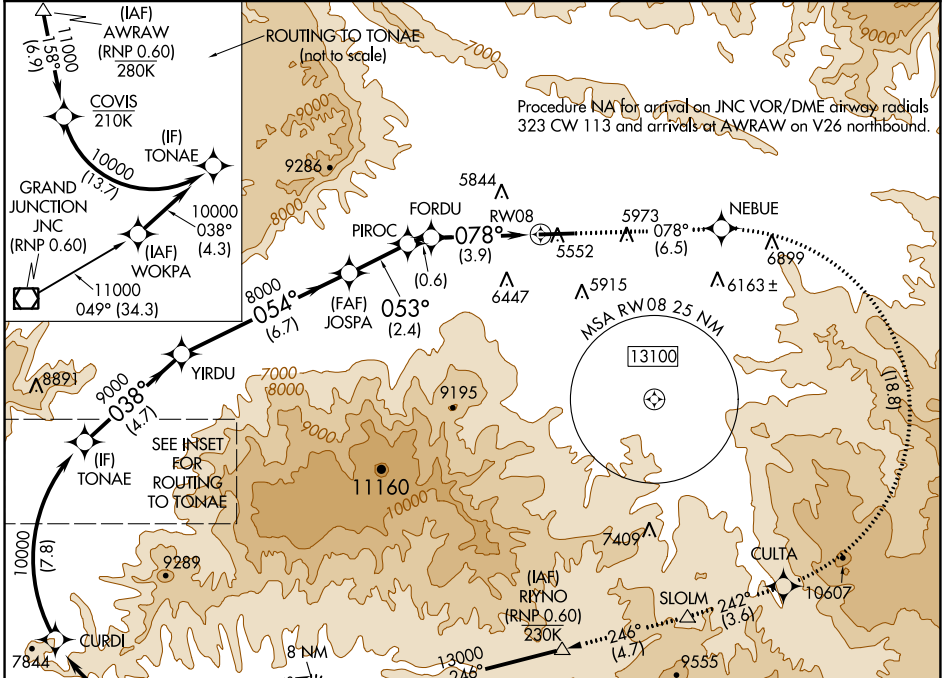 (IAF)
AWRAW
(RNP 0.60)
280K
11000
158°
(6.9)
COVIS
210K
10000
(13.7)
(IF)
TONAE
GRAND
JUNCTION
JNC
(RNP 0.60)
10000
038°
(4.3)
(IAF)
WOKPA
11000
049° (34.3)
ROUTING TO TONAE
(not to scale)
7000
9000
9000
Procedure NA for arrival on JNC VOR/DME airway radials
323 CW 113 and arrivals at AWRAW on V26 northbound.
9286
8000
5844
FORDU
PIROC
RW08
5973
NEBUE
078°
(3.9)
5552
078°
(6.5)
6899
(0.6)
8000
054°
(6.7)
(FAF)
JOSPA
053°
(2.4)
6447
5915
6163 ±
MSA RW08 25 NM
13100
YIRDU
7000
8000
8891
9000
038°
(4.7)
9195
9000
(18.8)
(IF)
TONAE
SEE INSET
FOR
ROUTING
TO TONAE
11160
10000
10000
(7.8)
7409
9289
CULTA
(IAF)
RIYNO
(RNP 0.60)
230K
SLOLM
242°
(3.6)
10607
CURDI
7844
8 NM
13000
246°
246°
(4.7)
9555